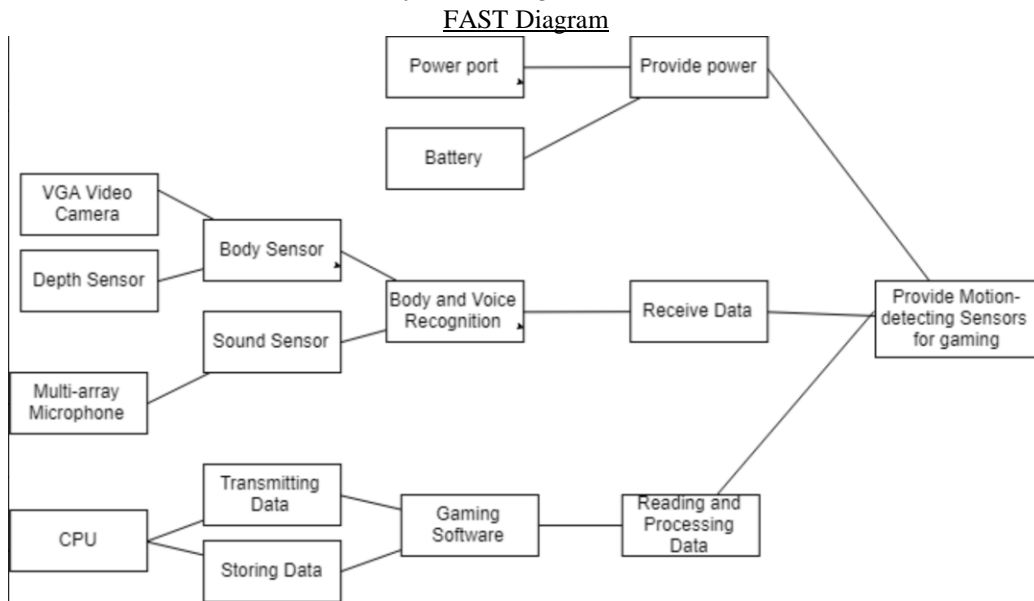 FAST Diagram
Power port
Provide power
Battery
VGA Video
Camera
Body Sensor
Depth Sensor
Body and Voice
Recognition
Receive Data
Provide Motion-
detecting Sensors
for gaming
Sound Sensor
Multi-array
Microphone
Transmitting
Data
Gaming
Software
Reading and
Processing
Data
CPU
Storing Data